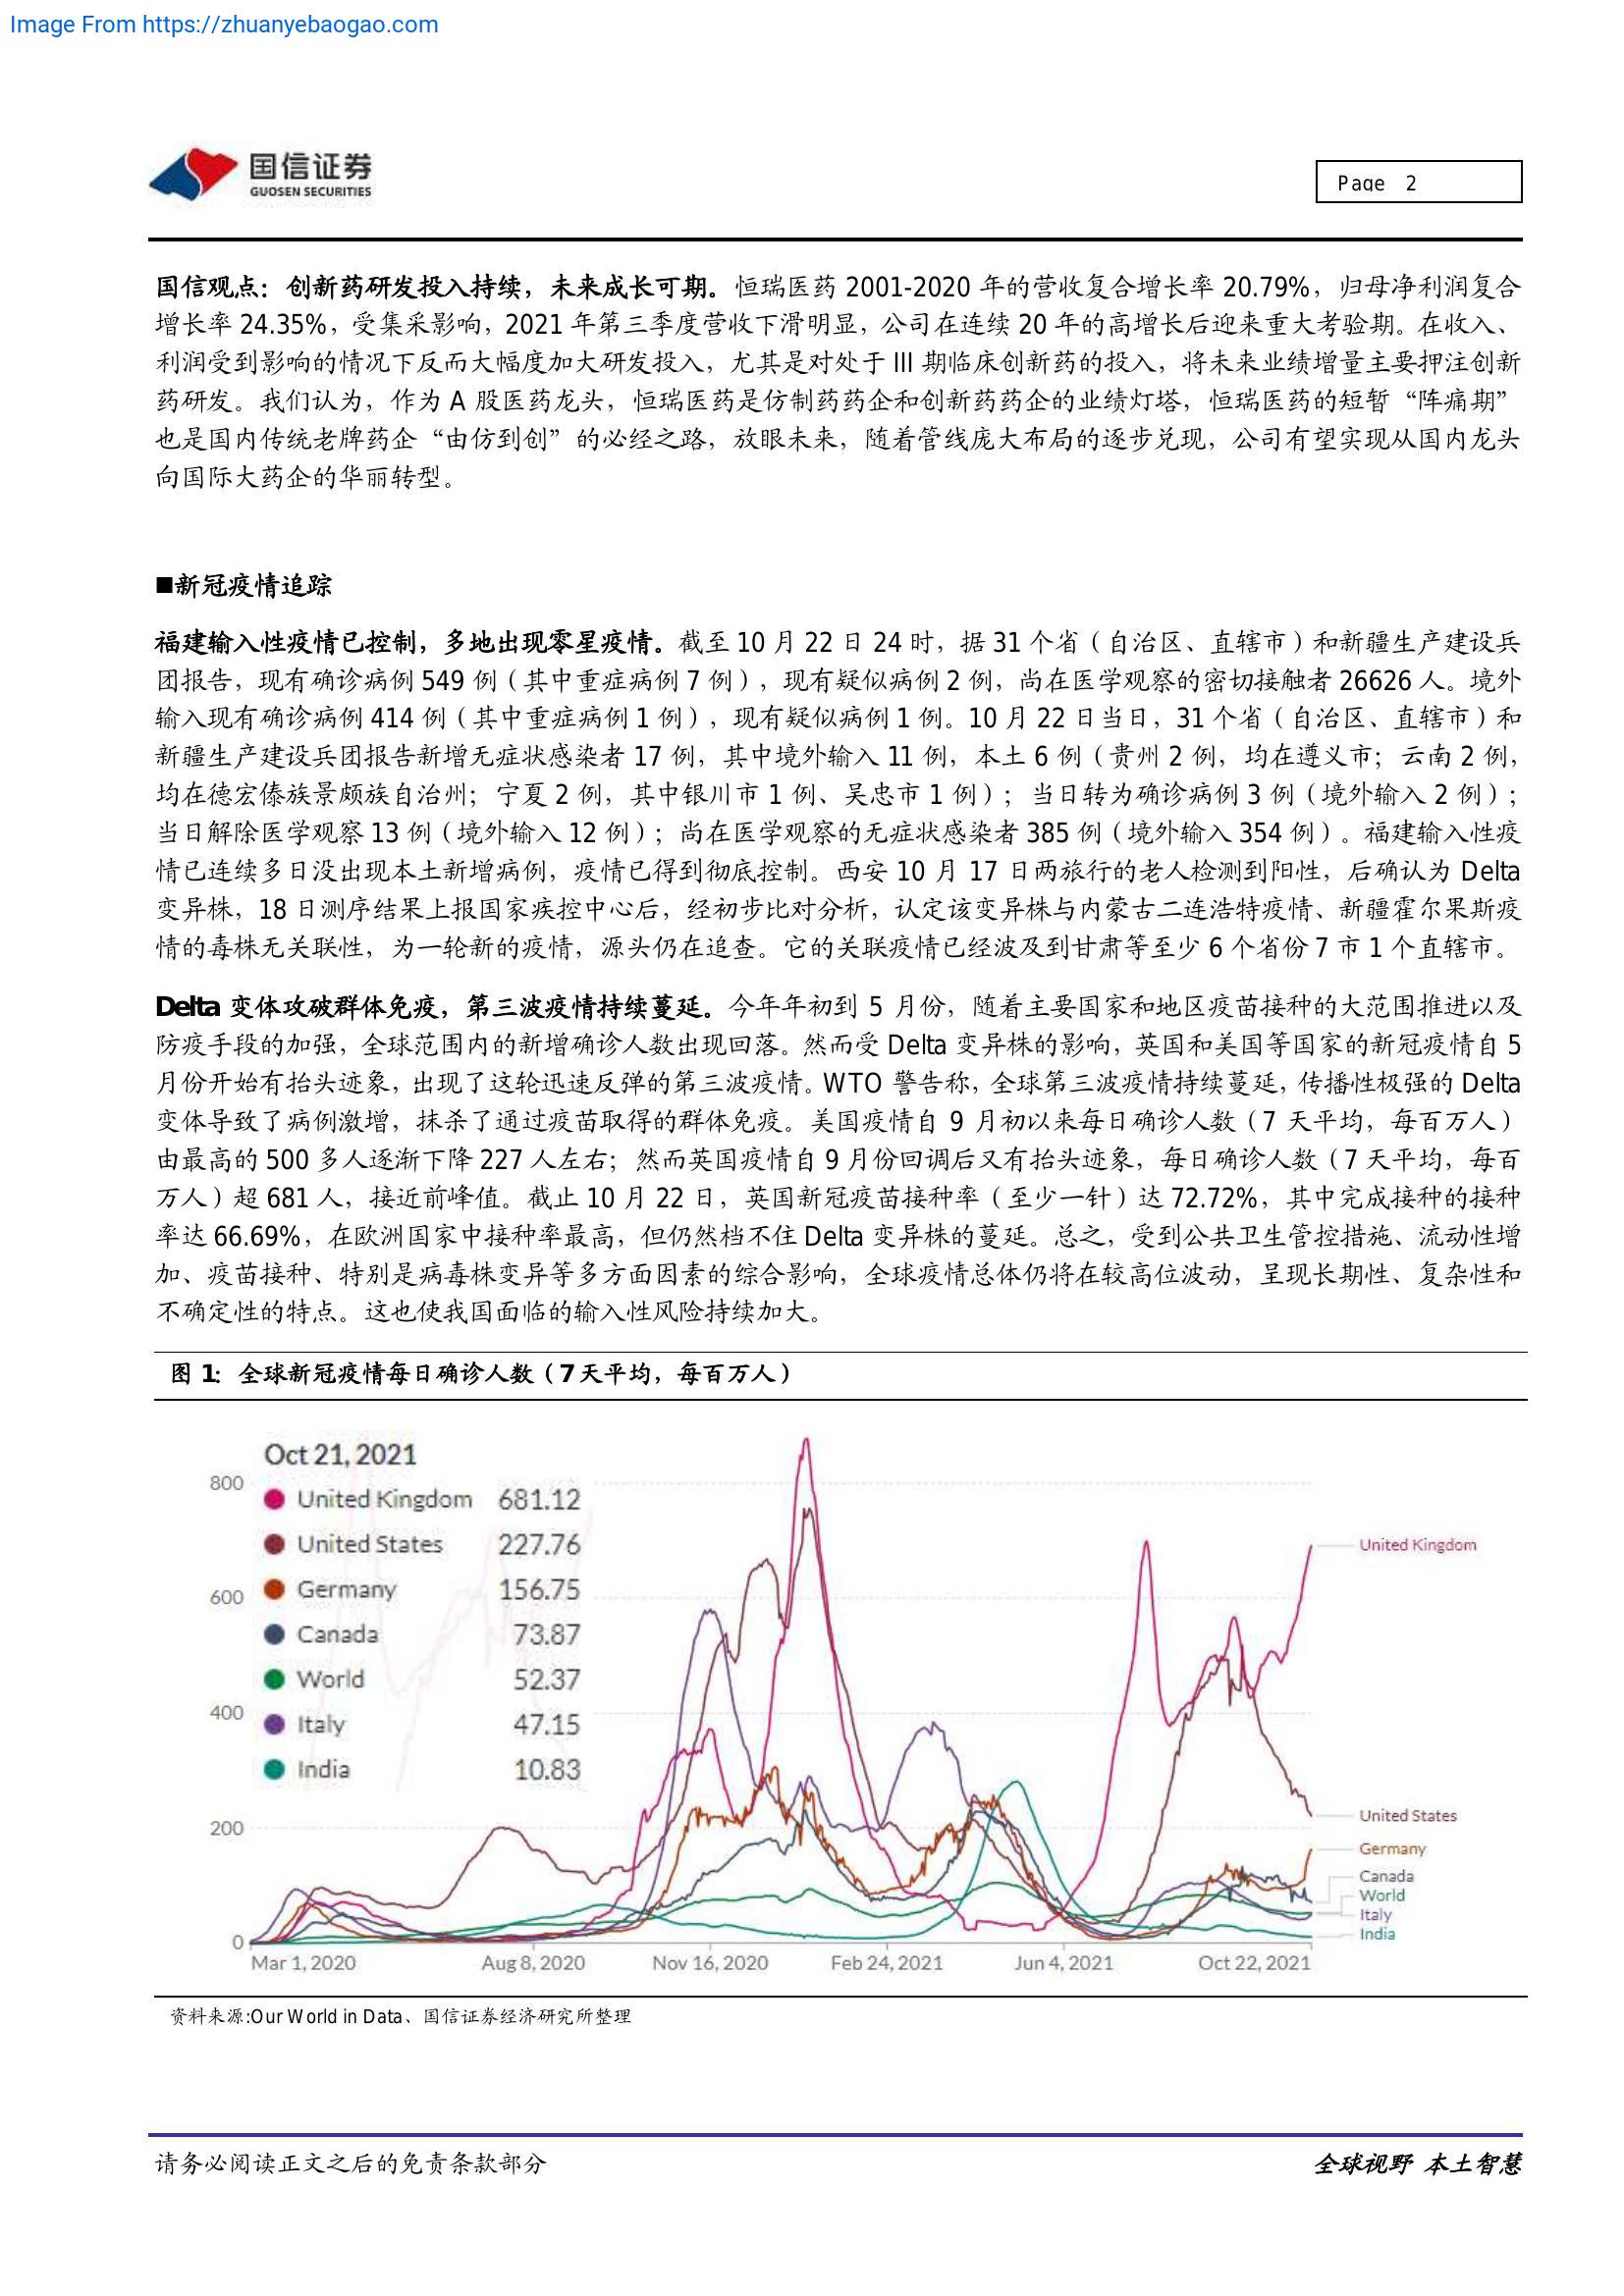 Image From https://zhuanyebaogao.com
国信证券
GUOSEN SECURITIES
Page 2
国信观点：创新药研发投入持续，未来成长可期。恒瑞医药 2001-2020 年的营收复合增长率 20.79%，归母净利润复合
增长率 24.35%，受集采影响，2021 年第三季度营收下滑明显，公司在连续 20 年的高增长后迎来重大考验期。在收入、
利润受到影响的情况下反而大幅度加大研发投入，尤其是对处于 III 期临床创新药的投入，将未来业绩增量主要押注创新
药研发。我们认为，作为 A 股医药龙头，恒瑞医药是仿制药药企和创新药药企的业绩灯塔，恒瑞医药的短暂“阵痛期”
也是国内传统老牌药企“由仿到创”的必经之路，放眼未来，随着管线庞大布局的逐步兑现，公司有望实现从国内龙头
向国际大药企的华丽转型。
■新冠疫情追踪
福建输入性疫情已控制，多地出现零星疫情。截至 10 月 22 日 24 时，据 31 个省（自治区、直辖市）和新疆生产建设兵
团报告，现有确诊病例 549 例（其中重症病例 7 例），现有疑似病例 2 例，尚在医学观察的密切接触者 26626 人。境外
输入现有确诊病例 414 例（其中重症病例 1 例），现有疑似病例 1 例。10 月 22 日当日，31 个省（自治区、直辖市）和
新疆生产建设兵团报告新增无症状感染者 17 例，其中境外输入 11 例，本土 6 例（贵州 2 例，均在遵义市；云南 2 例，
均在德宏傣族景颇族自治州；宁夏 2 例，其中银川市 1 例、吴忠市 1 例）；当日转为确诊病例 3 例（境外输入 2 例）；
当日解除医学观察 13 例（境外输入 12 例）；尚在医学观察的无症状感染者 385 例（境外输入 354 例）。福建输入性疫
情已连续多日没出现本土新增病例，疫情已得到彻底控制。西安 10 月 17 日两旅行的老人检测到阳性，后确认为 Delta
变异株，18 日测序结果上报国家疾控中心后，经初步比对分析，认定该变异株与内蒙古二连浩特疫情、新疆霍尔果斯疫
情的毒株无关联性，为一轮新的疫情，源头仍在追查。它的关联疫情已经波及到甘肃等至少 6 个省份 7 市 1 个直辖市。
Delta 变体攻破群体免疫，第三波疫情持续蔓延。今年年初到 5 月份，随着主要国家和地区疫苗接种的大范围推进以及
防疫手段的加强，全球范围内的新增确诊人数出现回落。然而受 Delta 变异株的影响，英国和美国等国家的新冠疫情自 5
月份开始有抬头迹象，出现了这轮迅速反弹的第三波疫情。WTO 警告称，全球第三波疫情持续蔓延，传播性极强的 Delta
变体导致了病例激增，抹杀了通过疫苗取得的群体免疫。美国疫情自 9 月初以来每日确诊人数（7 天平均，每百万人）
由最高的 500 多人逐渐下降 227 人左右；然而英国疫情自 9 月份回调后又有抬头迹象，每日确诊人数（7 天平均，每百
万人）超 681 人，接近前峰值。截止 10 月 22 日，英国新冠疫苗接种率（至少一针）达 72.72%，其中完成接种的接种
率达 66.69%，在欧洲国家中接种率最高，但仍然档不住 Delta 变异株的蔓延。总之，受到公共卫生管控措施、流动性增
加、疫苗接种、特别是病毒株变异等多方面因素的综合影响，全球疫情总体仍将在较高位波动，呈现长期性、复杂性和
不确定性的特点。这也使我国面临的输入性风险持续加大。
图 1：全球新冠疫情每日确诊人数（7 天平均，每百万人）
Oct 21, 2021
United Kingdom 681.12
United States 227.76
Germany 156.75
Canada 73.87
World 52.37
Italy 47.15
India 10.83
800
600
400
200
0
Mar 1, 2020
Aug 8, 2020
Nov 16, 2020
Feb 24, 2021
Jun 4, 2021
Oct 22, 2021
United Kingdom
United States
Germany
Canada
World
Italy
India
资料来源:Our World in Data、国信证券经济研究所整理
请务必阅读正文之后的免责条款部分
全球视野 本土智慧